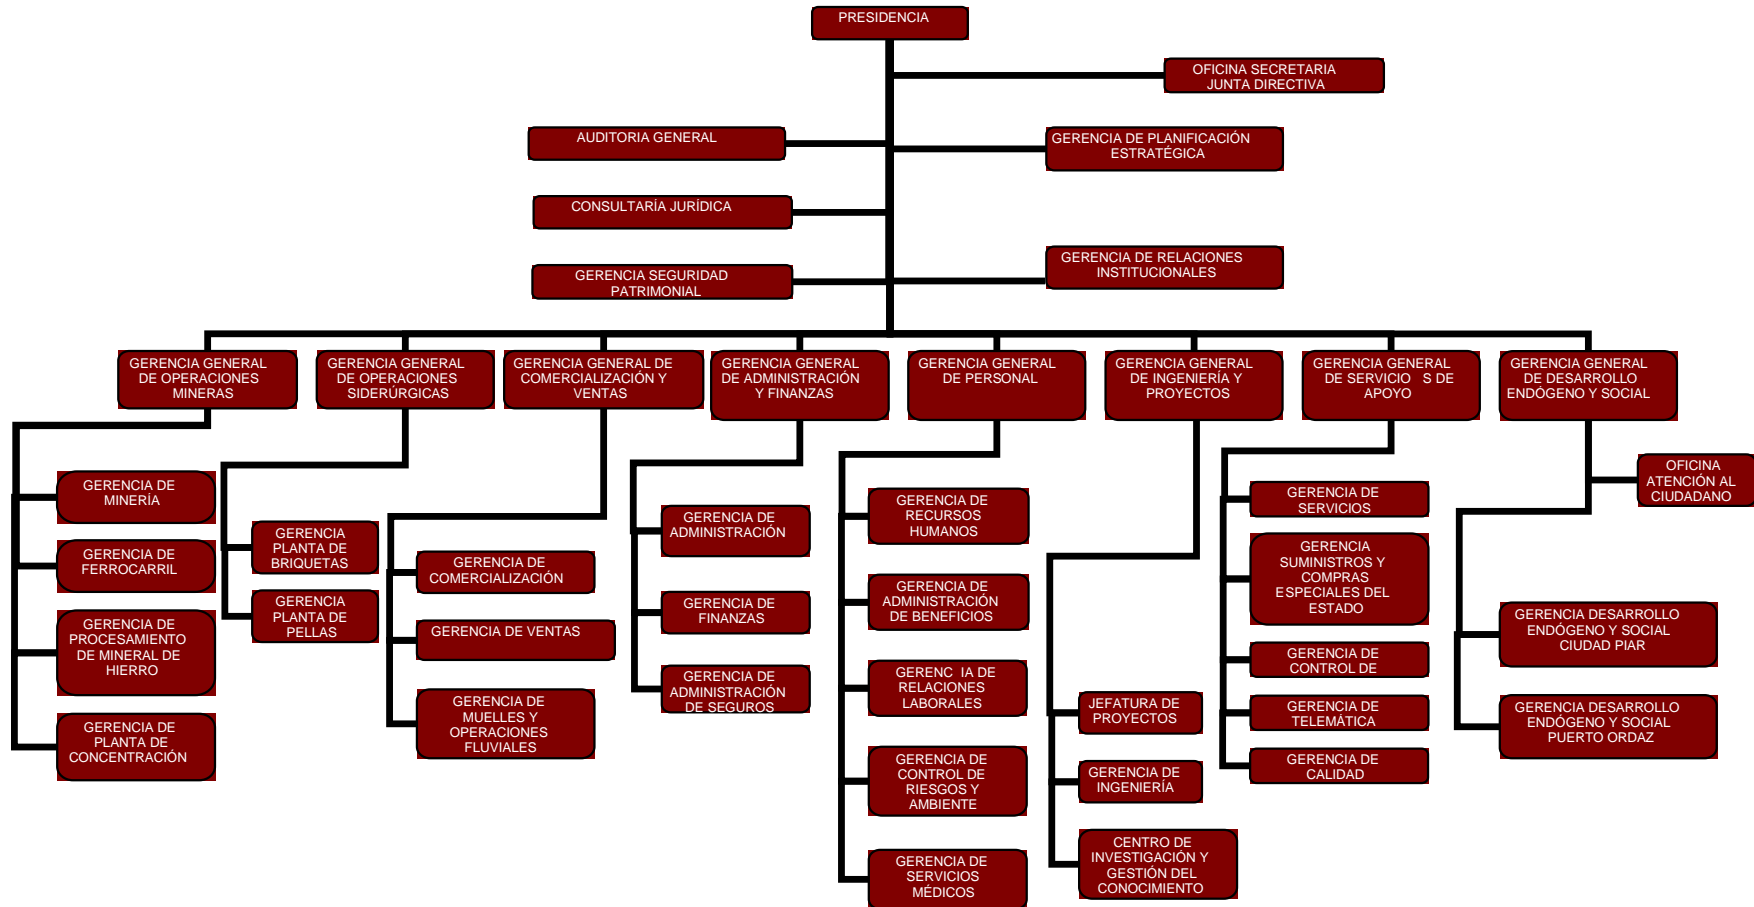 PRESIDENCIA
OFICINA SECRETARIA
JUNTA DIRECTIVA
AUDITORIA GENERAL
GERENCIA DE PLANIFICACIÓN
ESTRATÉGICA
CONSULTARÍA JURÍDICA
GERENCIA SEGURIDAD
PATRIMONIAL
GERENCIA DE RELACIONES
INSTITUCIONALES
GERENCIA GENERAL
DE OPERACIONES
MINERAS
GERENCIA GENERAL
DE OPERACIONES
SIDERÚRGICAS
GERENCIA GENERAL DE
COMERCIALIZACIÓN Y
VENTAS
GERENCIA GENERAL
DE ADMINISTRACIÓN
Y FINANZAS
GERENCIA GENERAL
DE PERSONAL
GERENCIA GENERAL
DE INGENIERÍA Y
PROYECTOS
GERENCIA GENERAL
DE SERVICIO S DE
APOYO
GERENCIA GENERAL
DE DESARROLLO
ENDÓGENO Y SOCIAL
GERENCIA DE
MINERÍA
GERENCIA DE
FERROCARRIL
GERENCIA DE
PROCESAMIENTO
DE MINERAL DE
HIERRO
GERENCIA DE
PLANTA DE
CONCENTRACIÓN
GERENCIA
PLANTA DE
BRIQUETAS
GERENCIA
PLANTA DE
PELLAS
GERENCIA DE
COMERCIALIZACIÓN
GERENCIA DE VENTAS
GERENCIA DE
MUELLES Y
OPERACIONES
FLUVIALES
GERENCIA DE
ADMINISTRACIÓN
GERENCIA DE
FINANZAS
GERENCIA DE
ADMINISTRACIÓN
DE SEGUROS
GERENCIA DE
RECURSOS
HUMANOS
GERENCIA DE
ADMINISTRACIÓN
DE BENEFICIOS
GERENC IA DE
RELACIONES
LABORALES
GERENCIA DE
CONTROL DE
RIESGOS Y
AMBIENTE
GERENCIA DE
SERVICIOS
MÉDICOS
JEFATURA DE
PROYECTOS
GERENCIA DE
INGENIERÍA
CENTRO DE
INVESTIGACIÓN Y
GESTIÓN DEL
CONOCIMIENTO
GERENCIA DE
SERVICIOS
GERENCIA
SUMINISTROS Y
COMPRAS
ESPECIALES DEL
ESTADO
GERENCIA DE
CONTROL DE
GERENCIA DE
TELEMÁTICA
GERENCIA DE
CALIDAD
OFICINA
ATENCIÓN AL
CIUDADANO
GERENCIA DESARROLLO
ENDÓGENO Y SOCIAL
CIUDAD PIAR
GERENCIA DESARROLLO
ENDÓGENO Y SOCIAL
PUERTO ORDAZ